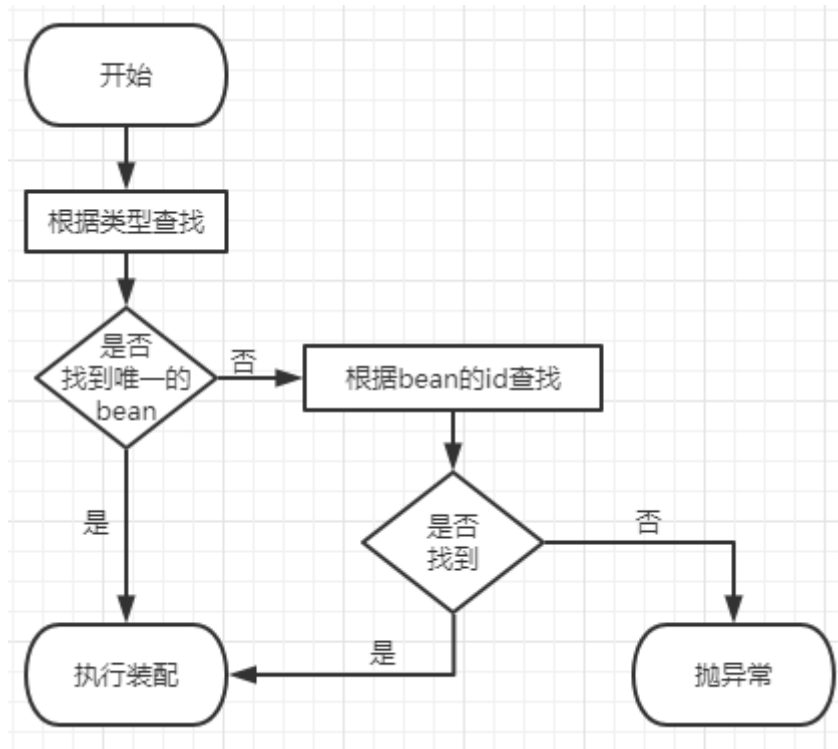 开始
根据类型查找
是否
找到唯一的
bean
否
根据bean的id查找
是
是否
找到
否
是
执行装配
抛异常